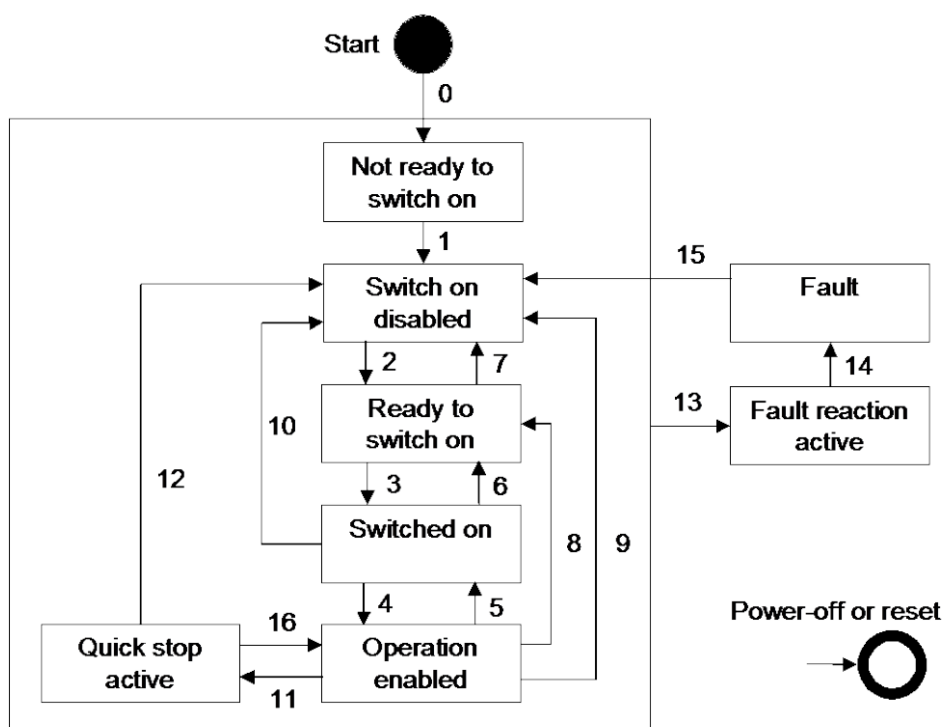 Start
0
Not ready to
switch on
1
15
Switch on
disabled
Fault
2
7
14
10
Ready to
switch on
13
Fault reaction
active
12
3
6
Switched on
8
9
4
5
Power-off or reset
16
Quick stop
active
Operation
enabled
11